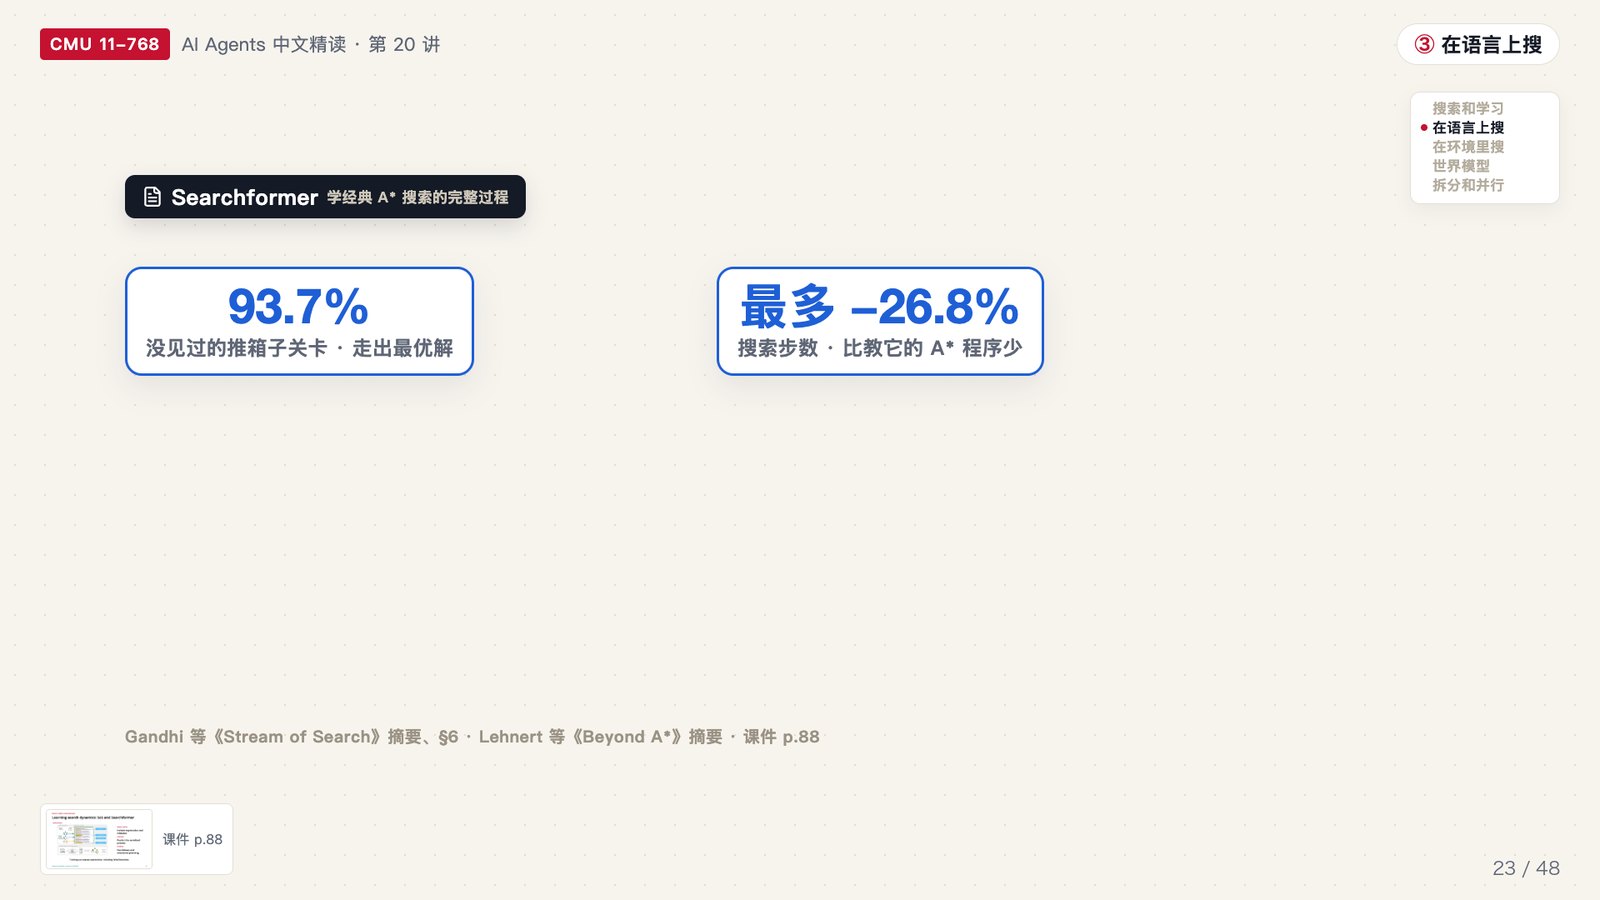 CMU 11-768 AI Agents 中文精读 · 第 20 讲
③ 在语言上搜
搜索和学习
在语言上搜
在环境里搜
世界模型
拆分和并行
Searchformer 学经典 A* 搜索的完整过程
93.7%
没见过的推箱子关卡 · 走出最优解
最多 -26.8%
搜索步数 · 比教它的 A* 程序少
Gandhi 等《Stream of Search》摘要、§6 · Lehnert 等《Beyond A*》摘要 · 课件 p.88
课件 p.88
23 / 48